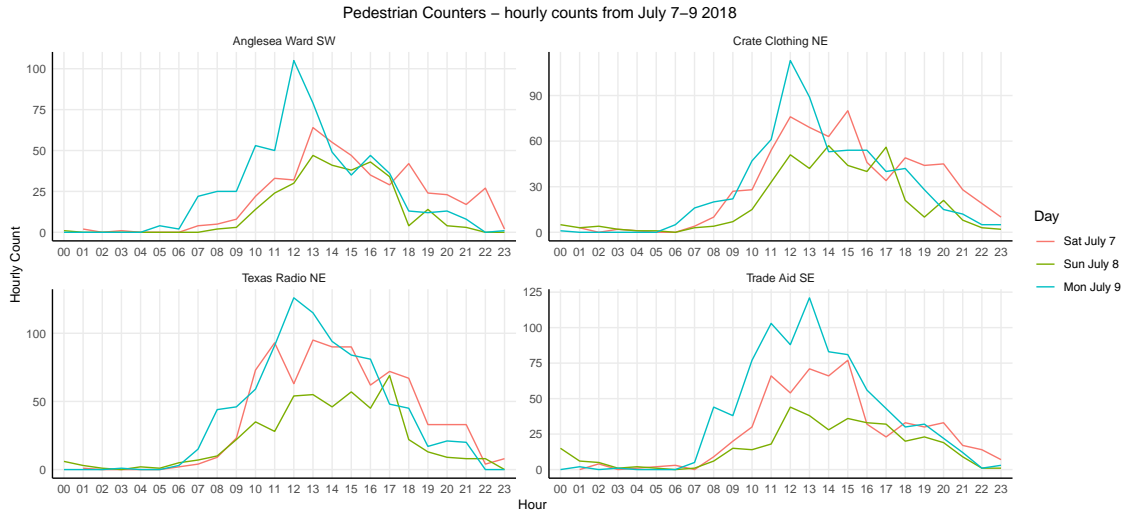 Pedestrian Counters – hourly counts from July 7–9 2018
Anglesea Ward SW
Crate Clothing NE
100
75
50
25
0
00 01 02 03 04 05 06 07 08 09 10 11 12 13 14 15 16 17 18 19 20 21 22 23
90
60
30
0
00 01 02 03 04 05 06 07 08 09 10 11 12 13 14 15 16 17 18 19 20 21 22 23
Texas Radio NE
Trade Aid SE
100
50
0
00 01 02 03 04 05 06 07 08 09 10 11 12 13 14 15 16 17 18 19 20 21 22 23
125
100
75
50
25
0
00 01 02 03 04 05 06 07 08 09 10 11 12 13 14 15 16 17 18 19 20 21 22 23
Hourly Count
Hour
Day
Sat July 7
Sun July 8
Mon July 9